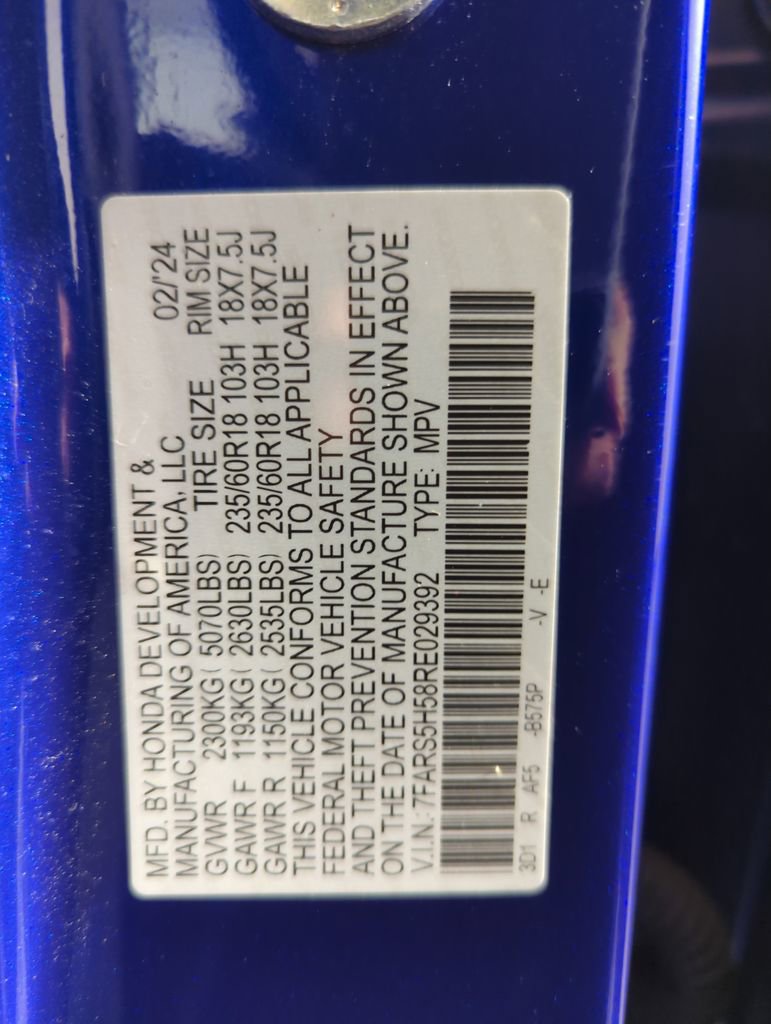 MFD. BY HONDA DEVELOPMENT &
MANUFACTURING OF AMERICA, LLC 02/'24
GVWR 2300KG( 5070LBS) TIRE SIZE RIM SIZE
GAWR F 1193KG( 2630LBS) 235/60R18 103H 18X7.5J
GAWR R 1150KG( 2535LBS) 235/60R18 103H 18X7.5J
THIS VEHICLE CONFORMS TO ALL APPLICABLE
FEDERAL MOTOR VEHICLE SAFETY
AND THEFT PREVENTION STANDARDS IN EFFECT
ON THE DATE OF MANUFACTURE SHOWN ABOVE.
V.I.N.: 7FARS5H58RE029392 TYPE: MPV
3D1 R AF5 -B575P -V -E